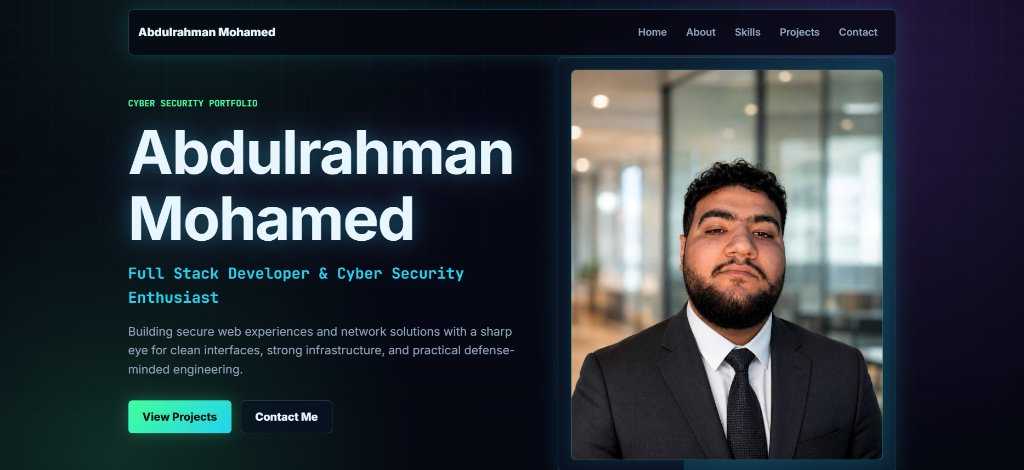 Abdulrahman Mohamed
Home About Skills Projects Contact
CYBER SECURITY PORTFOLIO
Abdulrahman
Mohamed
Full Stack Developer & Cyber Security
Enthusiast
Building secure web experiences and network solutions with a sharp
eye for clean interfaces, strong infrastructure, and practical defense-
minded engineering.
View Projects
Contact Me